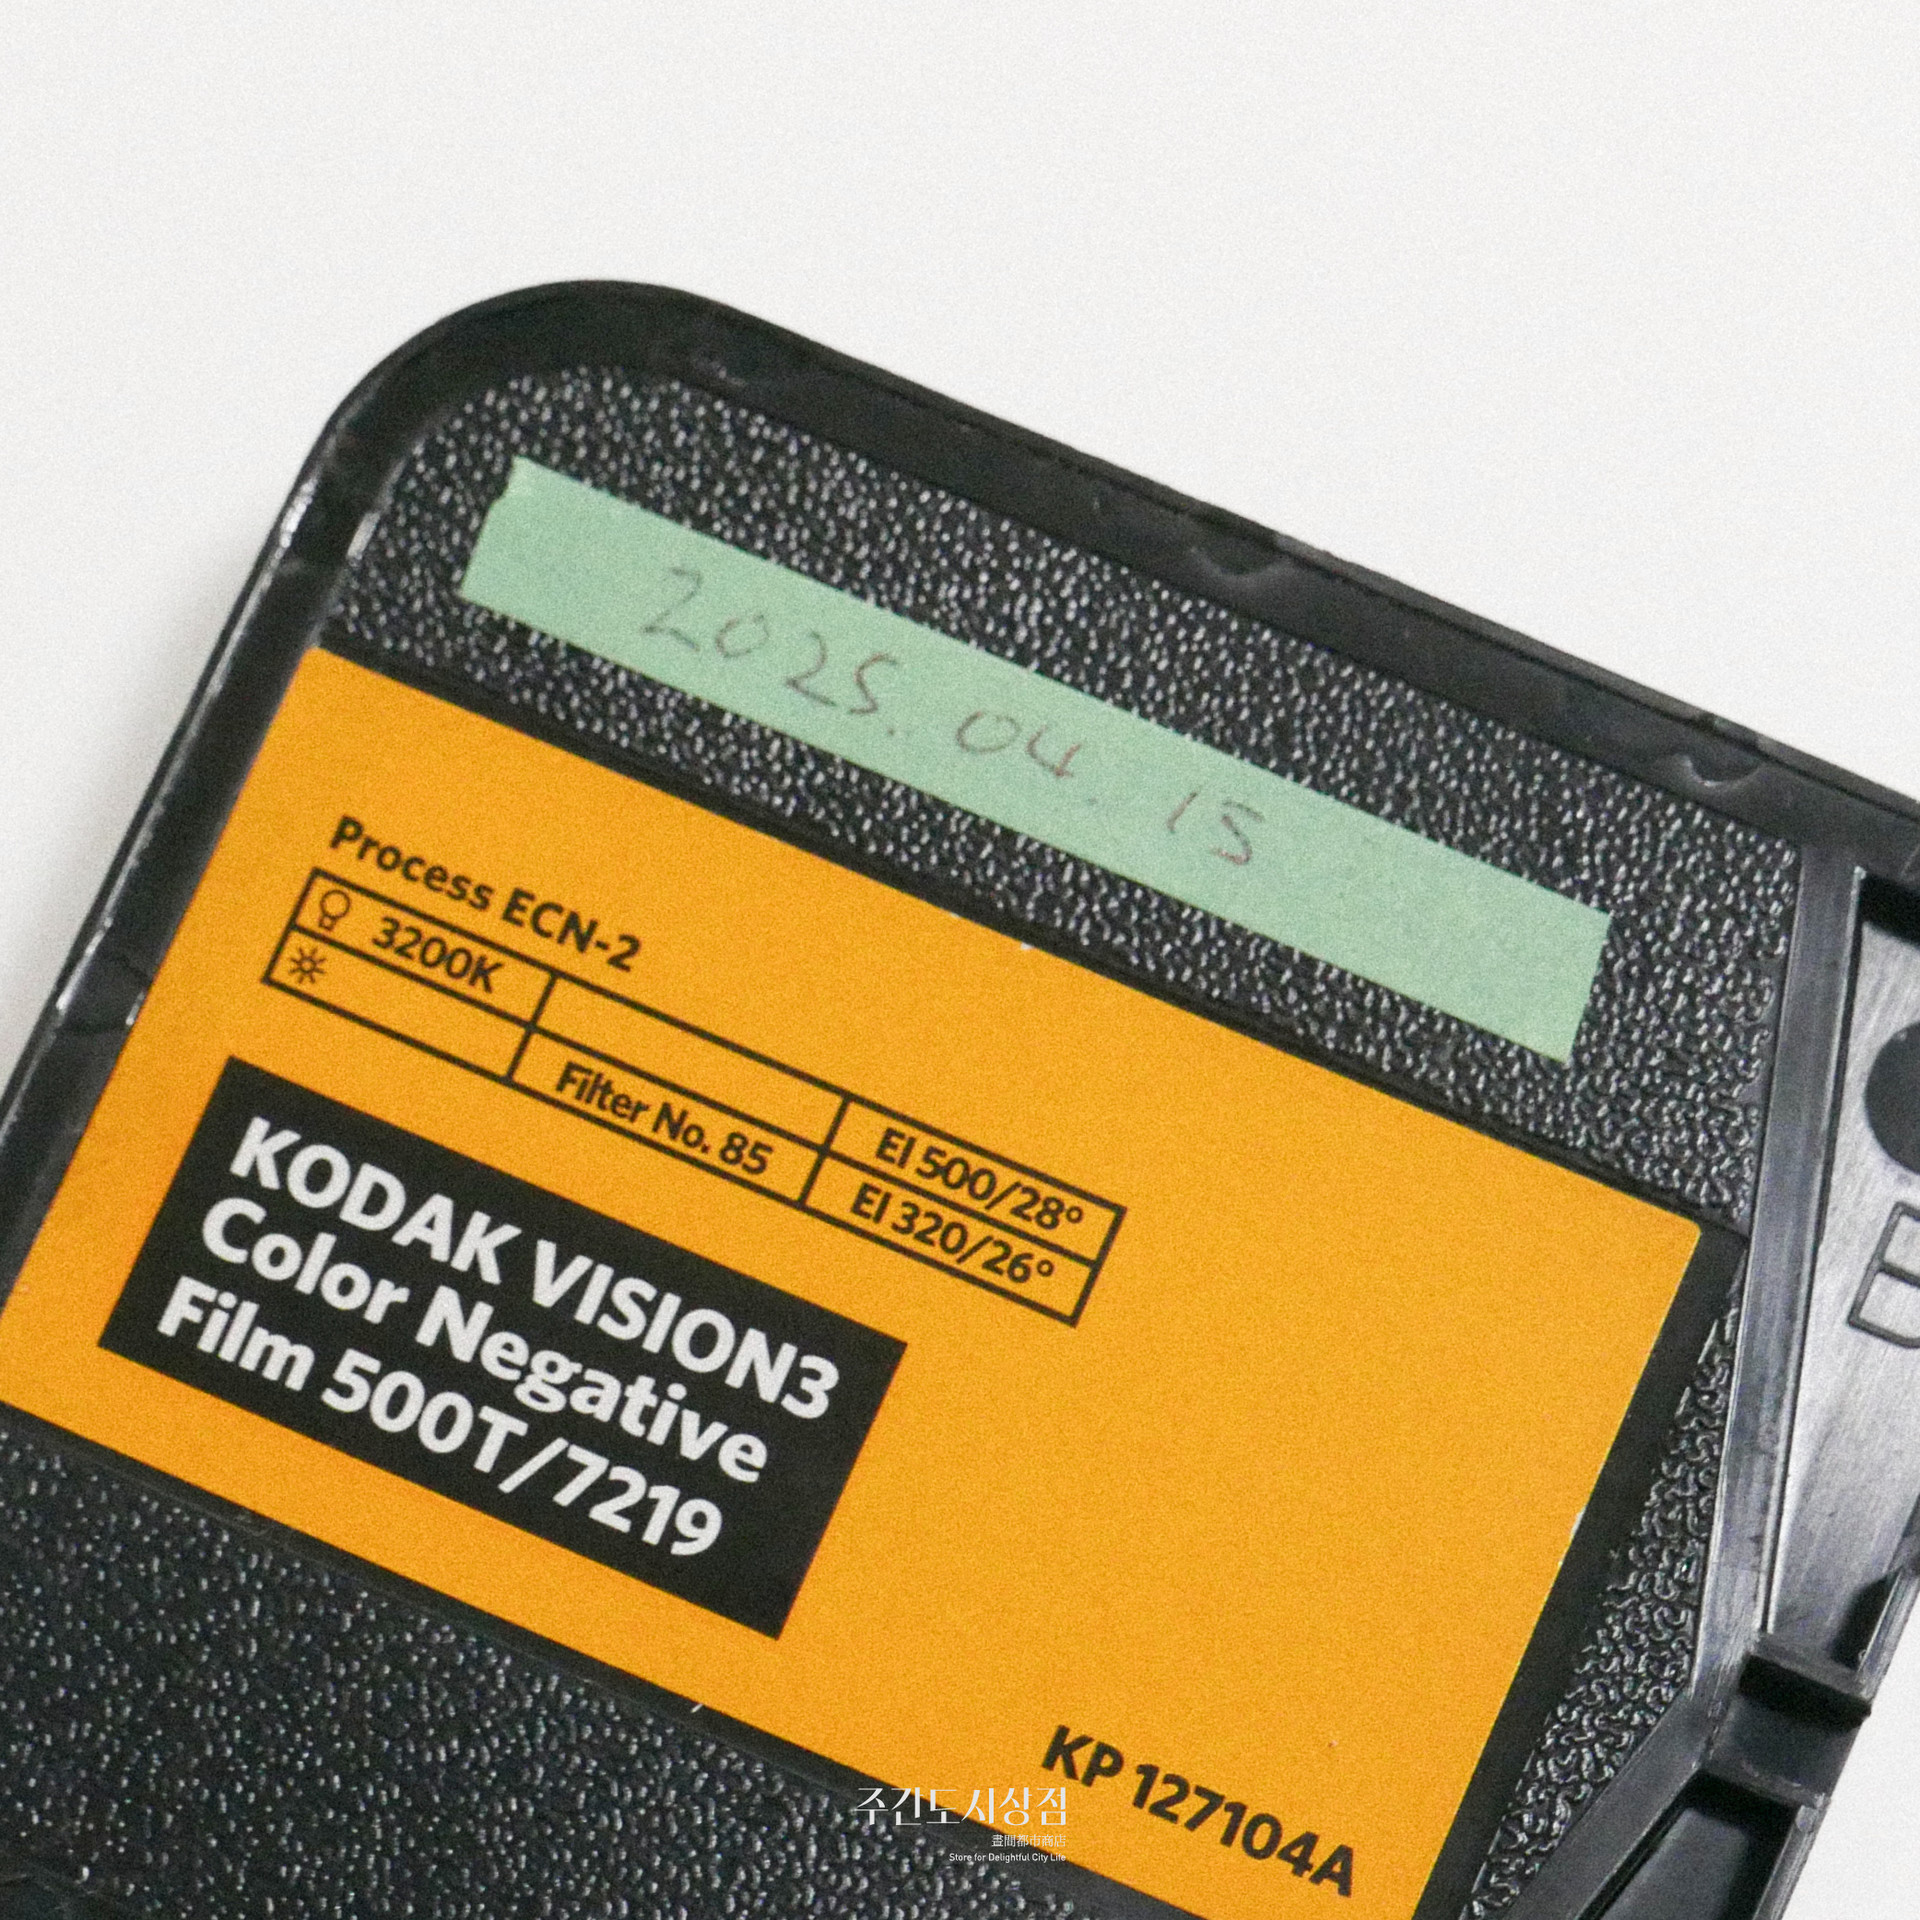 2025. 04. 15
Process ECN-2
3200K
EI 500/28°
Filter No. 85
EI 320/26°
KODAK VISION3
Color Negative
Film 500T/7219
KP 127104A
주간도시상점
晝間都市商店
Store for Delightful City Life